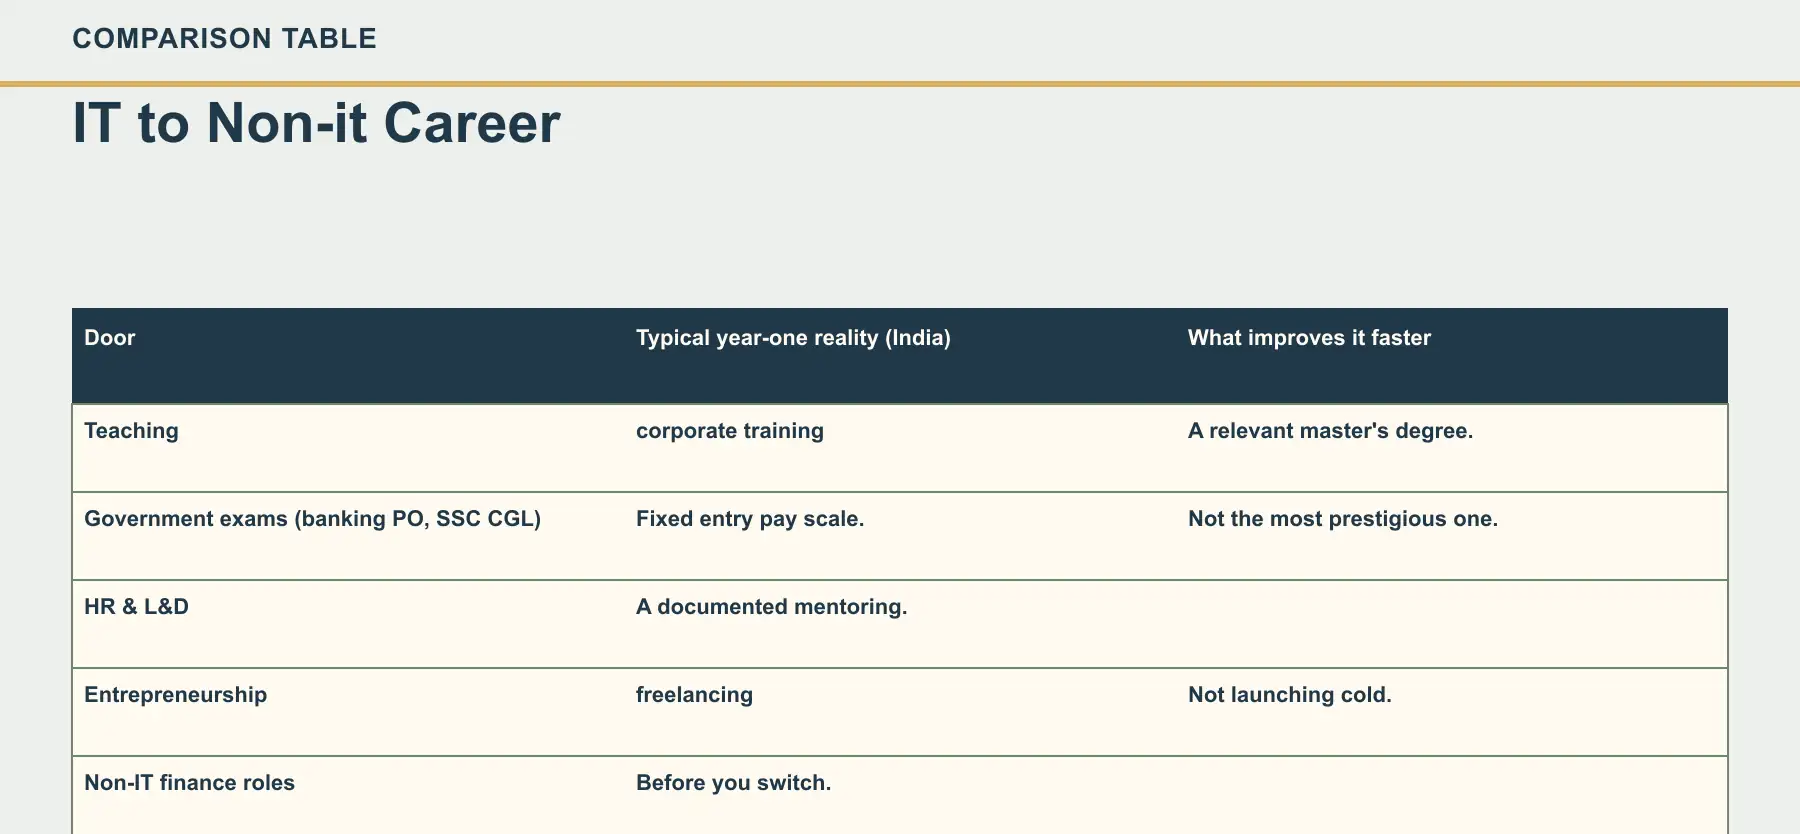 COMPARISON TABLE
IT to Non-it Career
Door Typical year-one reality (India) What improves it faster
Teaching corporate training A relevant master's degree.
Government exams (banking PO, SSC CGL) Fixed entry pay scale. Not the most prestigious one.
HR & L&D A documented mentoring.
Entrepreneurship freelancing Not launching cold.
Non-IT finance roles Before you switch.